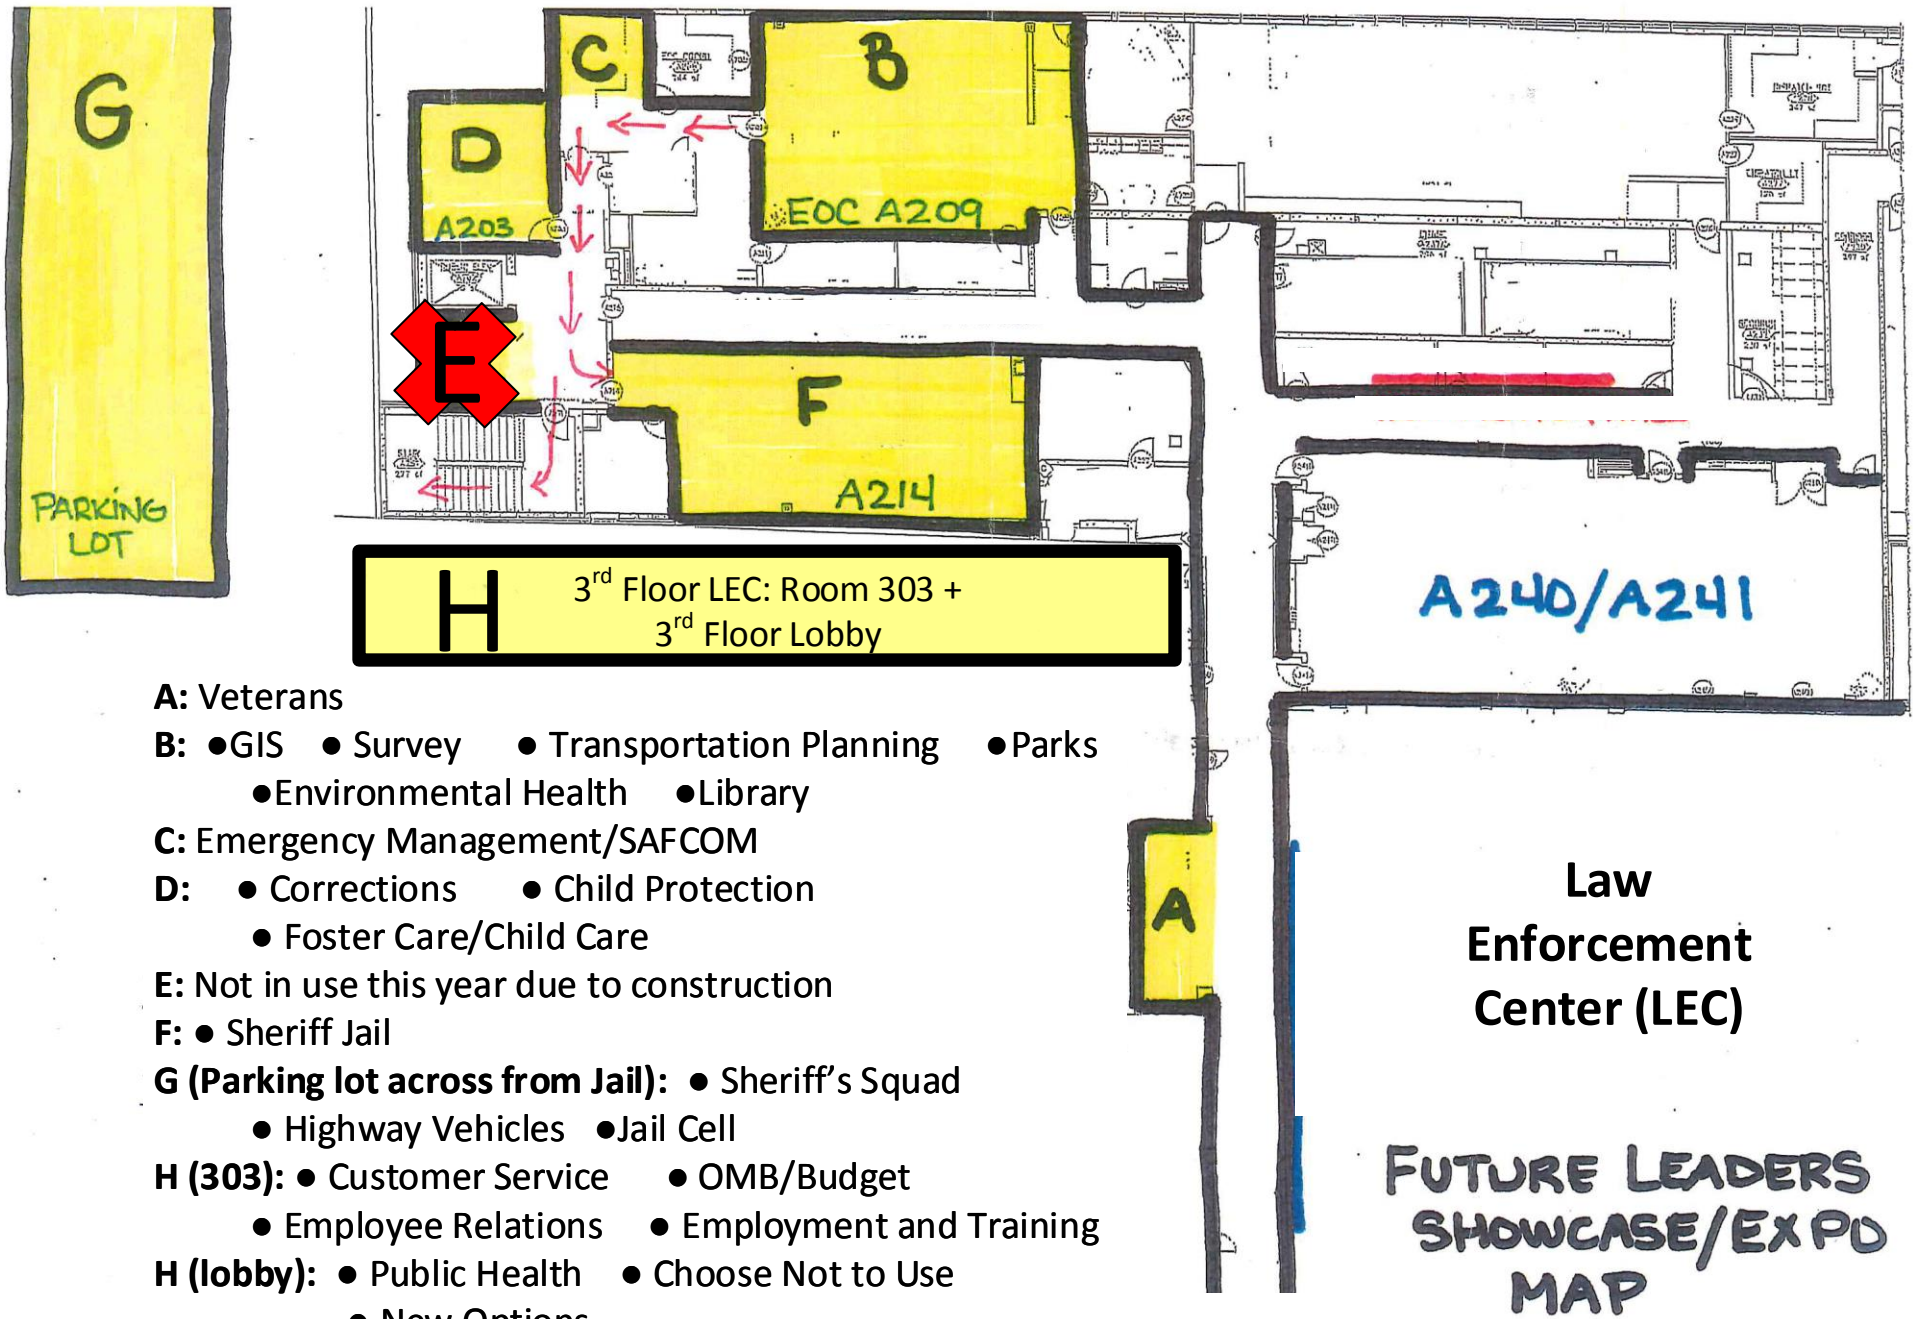 G
C
B
D
A203
EOC A209
E
F
A214
PARKING
LOT
H
3rd Floor LEC: Room 303 +
3rd Floor Lobby
A240/A241
A: Veterans
B: ●GIS ● Survey ● Transportation Planning ●Parks
●Environmental Health ●Library
C: Emergency Management/SAFCOM
D: ● Corrections ● Child Protection
● Foster Care/Child Care
E: Not in use this year due to construction
F: ● Sheriff Jail
G (Parking lot across from Jail): ● Sheriff’s Squad
● Highway Vehicles ●Jail Cell
H (303): ● Customer Service ● OMB/Budget
● Employee Relations ● Employment and Training
H (lobby): ● Public Health ● Choose Not to Use
● New Options
A
Law
Enforcement
Center (LEC)
FUTURE LEADERS
SHOWCASE/EXPO
MAP